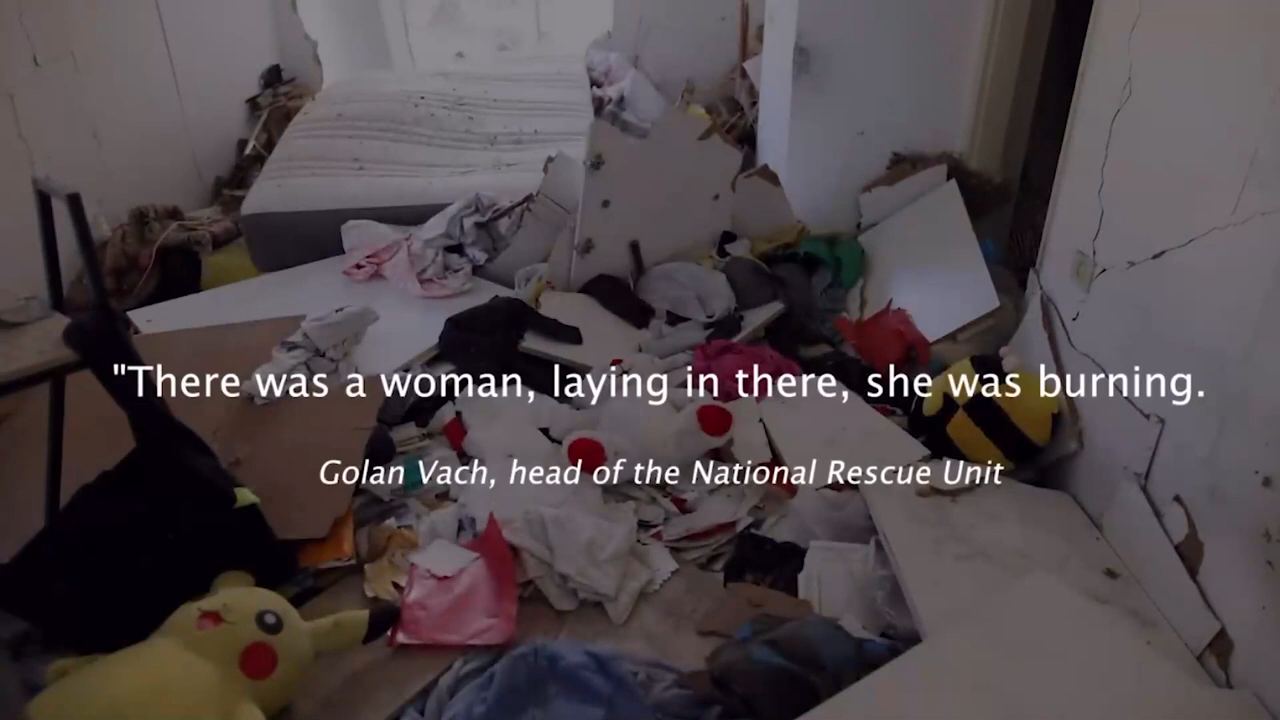 "There was a woman, laying in there, she was burning.
Golan Vach, head of the National Rescue Unit